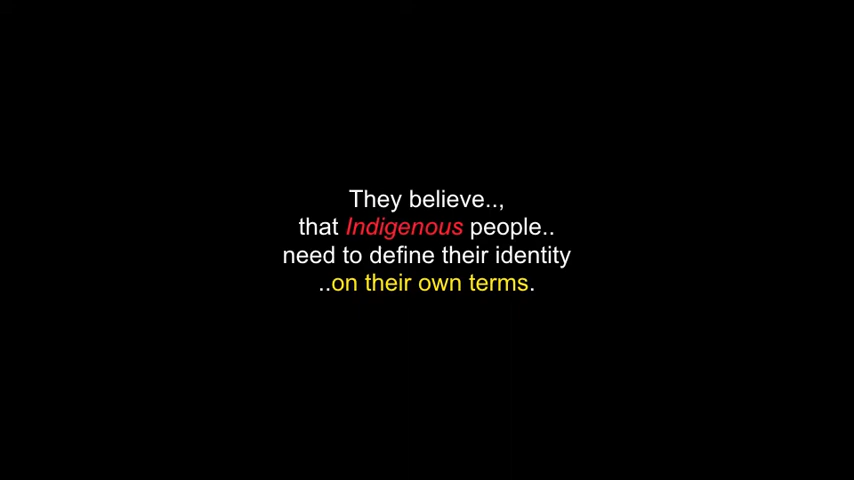 They believe..,
that Indigenous people..
need to define their identity
..on their own terms.